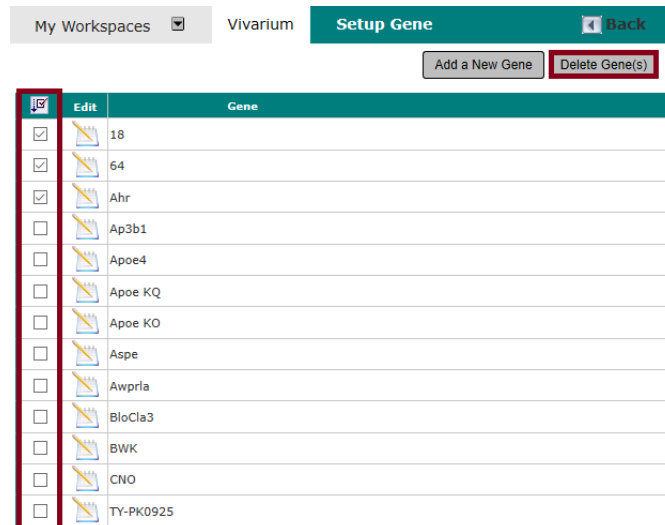 My Workspaces Vivarium Setup Gene Back
Add a New Gene Delete Gene(s)
Edit Gene
18
64
Ahr
Ap3b1
Apoe4
Apoe KQ
Apoe KO
Aspe
Awprla
BloCla3
BWK
CNO
TY-PK0925